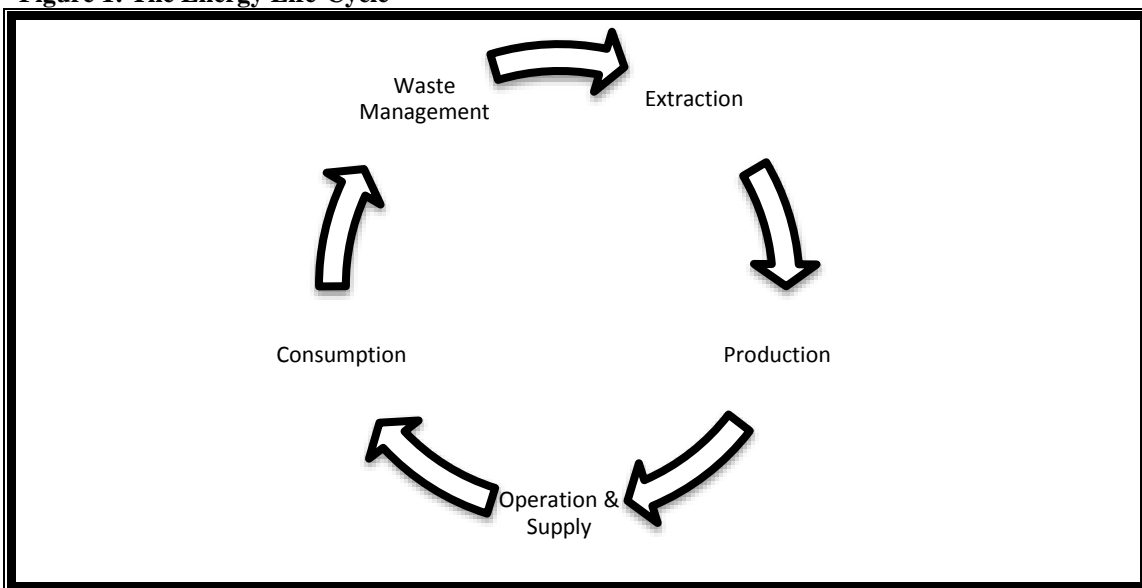 Figure 1: The Energy Life Cycle
Waste
Management
Extraction
Production
Operation &
Supply
Consumption